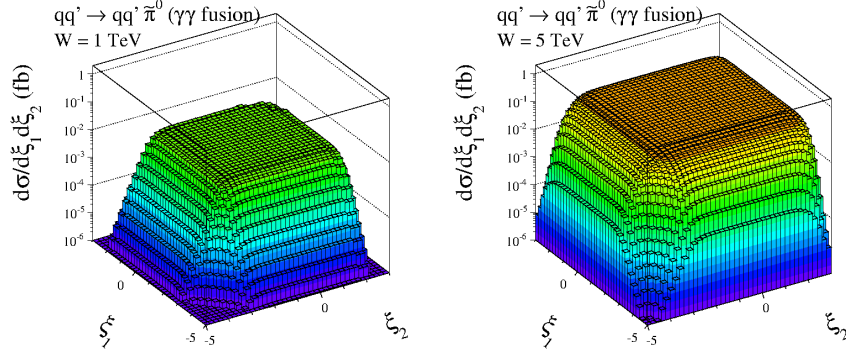 qq’ → qq’ π̃⁰ (γγ fusion)
W = 1 TeV
dσ/dξ₁dξ₂ (fb)
1
10⁻¹
10⁻²
10⁻³
10⁻⁴
10⁻⁵
10⁻⁶
0
-5
-5
0
ξ₁
ξ₂
qq’ → qq’ π̃⁰ (γγ fusion)
W = 5 TeV
dσ/dξ₁dξ₂ (fb)
1
10⁻¹
10⁻²
10⁻³
10⁻⁴
10⁻⁵
10⁻⁶
0
-5
-5
0
ξ₁
ξ₂